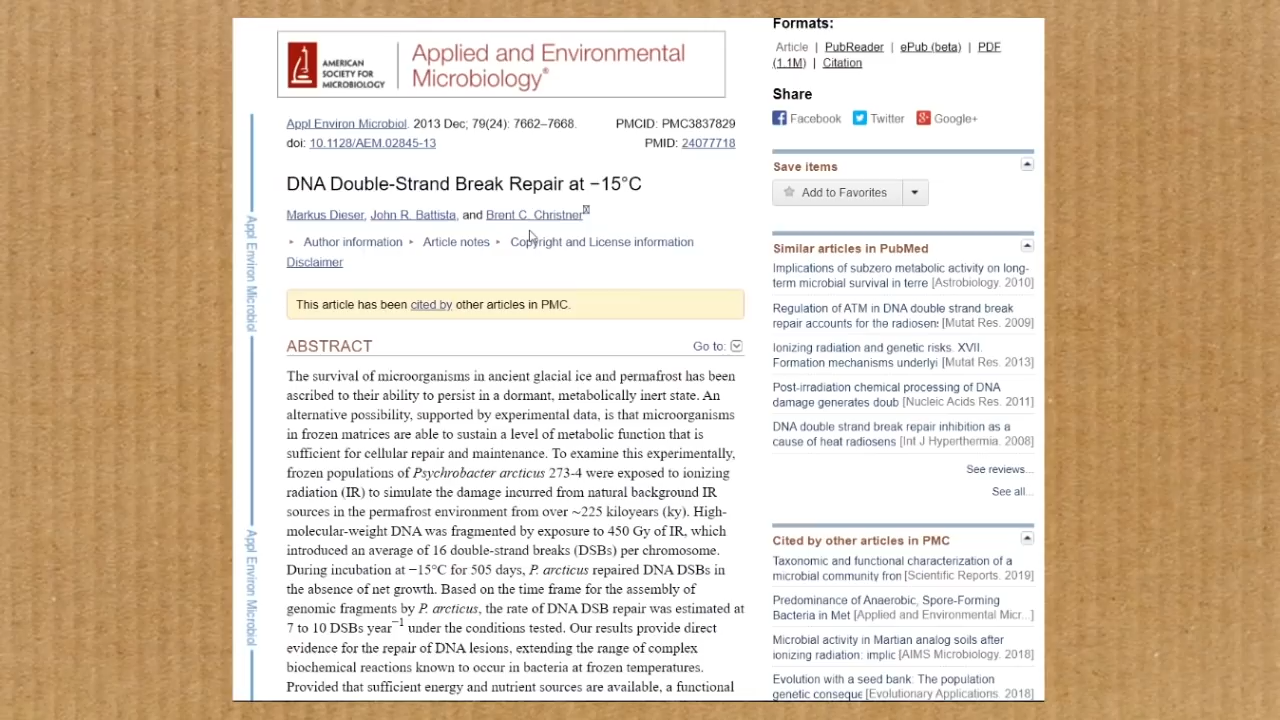 AMERICAN
SOCIETY FOR
MICROBIOLOGY
Applied and Environmental
Microbiology®
Appl Environ Microbiol. 2013 Dec; 79(24): 7662–7668.
PMCID: PMC3837829
doi: 10.1128/AEM.02845-13
PMID: 24077718
DNA Double-Strand Break Repair at −15°C
Markus Dieser, John R. Battista, and Brent C. Christner
Author information ▸ Article notes ▸ Copyright and License information
Disclaimer
This article has been cited by other articles in PMC.
ABSTRACT
Go to:
The survival of microorganisms in ancient glacial ice and permafrost has been
ascribed to their ability to persist in a dormant, metabolically inert state. An
alternative possibility, supported by experimental data, is that microorganisms
in frozen matrices are able to sustain a level of metabolic function that is
sufficient for cellular repair and maintenance. To examine this experimentally,
frozen populations of Psychrobacter arcticus 273-4 were exposed to ionizing
radiation (IR) to simulate the damage incurred from natural background IR
sources in the permafrost environment from over ~225 kiloyears (ky). High-
molecular-weight DNA was fragmented by exposure to 450 Gy of IR, which
introduced an average of 16 double-strand breaks (DSBs) per chromosome.
During incubation at −15°C for 505 days, P. arcticus repaired DNA DSBs in
the absence of net growth. Based on the time frame for the assembly of
genomic fragments by P. arcticus, the rate of DNA DSB repair was estimated at
7 to 10 DSBs year−1 under the conditions tested. Our results provide direct
evidence for the repair of DNA lesions, extending the range of complex
biochemical reactions known to occur in bacteria at frozen temperatures.
Provided that sufficient energy and nutrient sources are available, a functional
Appl Environ Microbiol
Appl Environ Microbiol
Formats:
Article | PubReader | ePub (beta) | PDF
(1.1M) | Citation
Share
Facebook Twitter Google+
Save items
Add to Favorites
Similar articles in PubMed
Implications of subzero metabolic activity on long-
term microbial survival in terre [Astrobiology. 2010]
Regulation of ATM in DNA double strand break
repair accounts for the radiosen: [Mutat Res. 2009]
Ionizing radiation and genetic risks. XVII.
Formation mechanisms underlyi [Mutat Res. 2013]
Post-irradiation chemical processing of DNA
damage generates doub [Nucleic Acids Res. 2011]
DNA double strand break repair inhibition as a
cause of heat radiosens [Int J Hyperthermia. 2008]
See reviews...
See all...
Cited by other articles in PMC
Taxonomic and functional characterization of a
microbial community fron [Scientific Reports. 2019]
Predominance of Anaerobic, Spore-Forming
Bacteria in Met [Applied and Environmental Micr...]
Microbial activity in Martian analog soils after
ionizing radiation: implic [AIMS Microbiology. 2018]
Evolution with a seed bank: The population
genetic conseque [Evolutionary Applications. 2018]